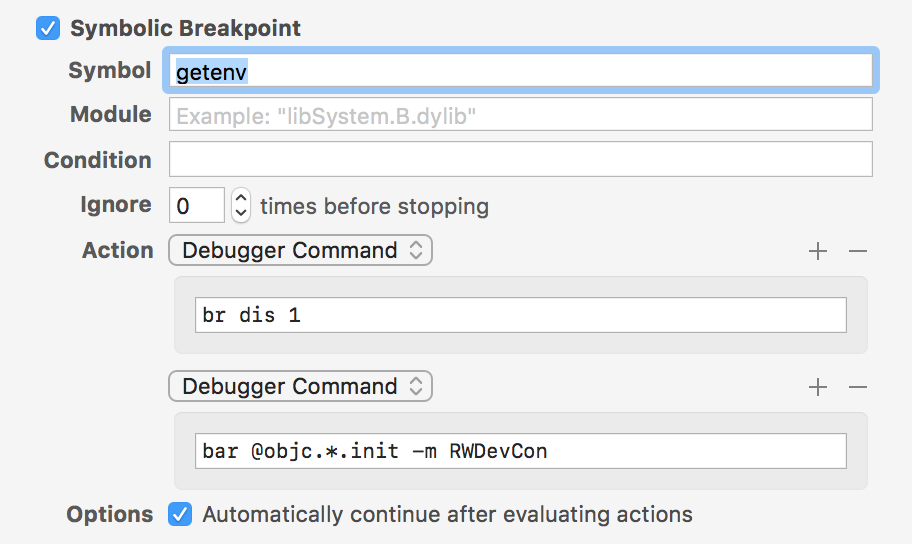 Symbolic Breakpoint
Symbol getenv
Module Example: "libSystem.B.dylib"
Condition
Ignore 0 times before stopping
Action Debugger Command
br dis 1
Debugger Command
bar @objc.*.init -m RWDevCon
Options Automatically continue after evaluating actions